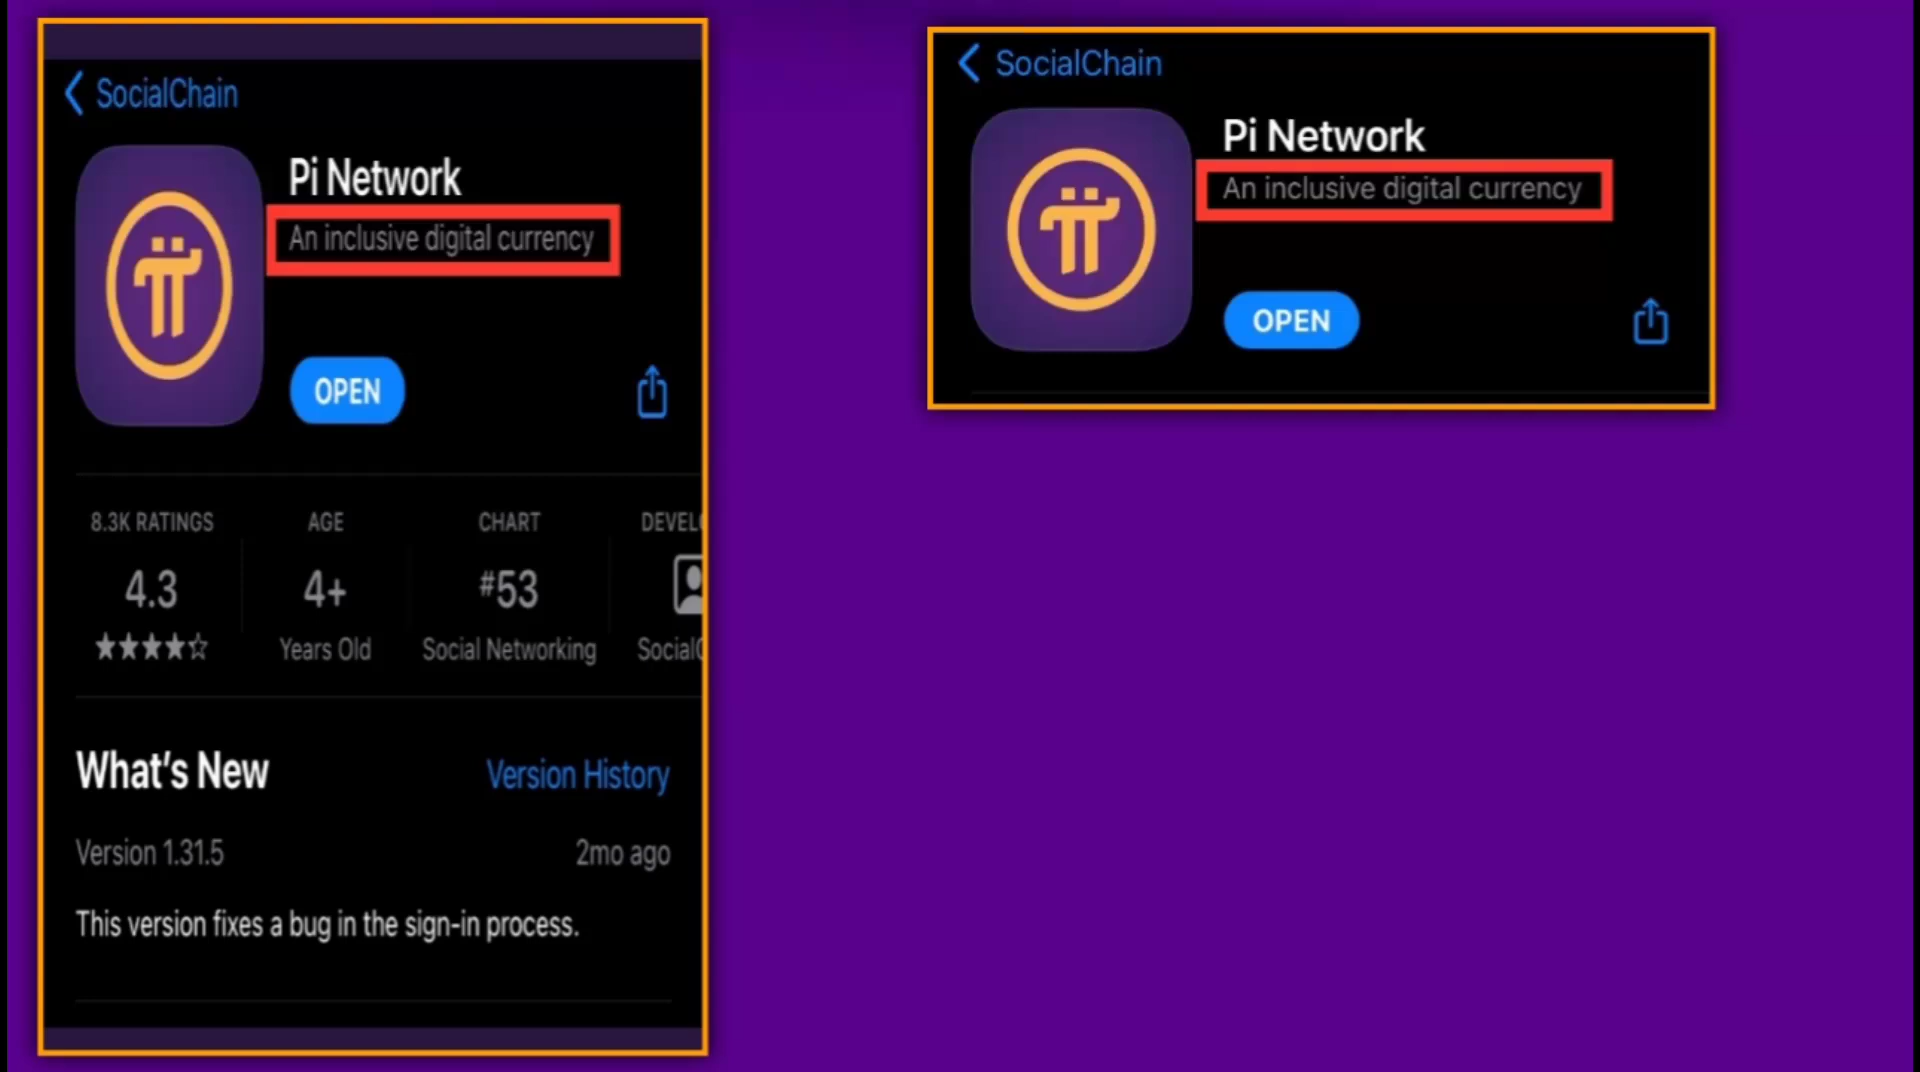 SocialChain
Pi Network
An inclusive digital currency
OPEN
8.3K RATINGS
4.3
AGE
4+
Years Old
CHART
#53
Social Networking
DEVELO
SocialC
What's New
Version History
Version 1.31.5
2mo ago
This version fixes a bug in the sign-in process.
SocialChain
Pi Network
An inclusive digital currency
OPEN